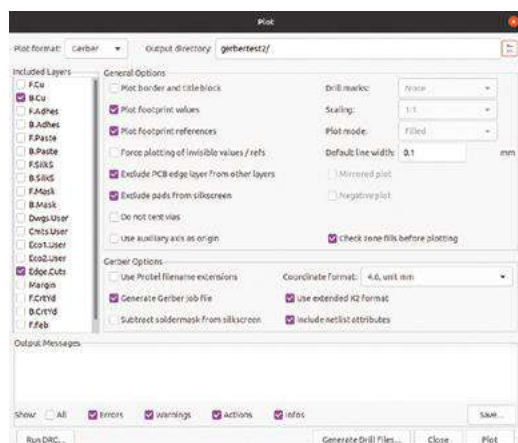 Plot
Plot format: Gerber Output directory: gerbertest2/
Included Layers
F.Cu
B.Cu
F.Adhes
B.Adhes
F.Paste
B.Paste
F.SilkS
B.SilkS
F.Mask
B.Mask
Dwgs.User
Cmts.User
Eco1.User
Eco2.User
Edge.Cuts
Margin
F.CrtYd
B.CrtYd
F.Fab
General Options
Plot border and title block Drill marks: None
Plot footprint values Scaling: 1:1
Plot footprint references Plot mode: Filled
Force plotting of invisible values / refs Default line width: 0.1 mm
Exclude PCB edge layer from other layers Mirrored plot
Exclude pads from silkscreen Negative plot
Do not tent vias
Use auxiliary axis as origin Check zone fills before plotting
Gerber Options
Use Protel filename extensions Coordinate format: 4.6, unit mm
Generate Gerber job file Use extended X2 format
Subtract soldermask from silkscreen Include netlist attributes
Output Messages
Show: All Errors Warnings Actions Infos Save...
Run DRC... Generate Drill Files... Close Plot